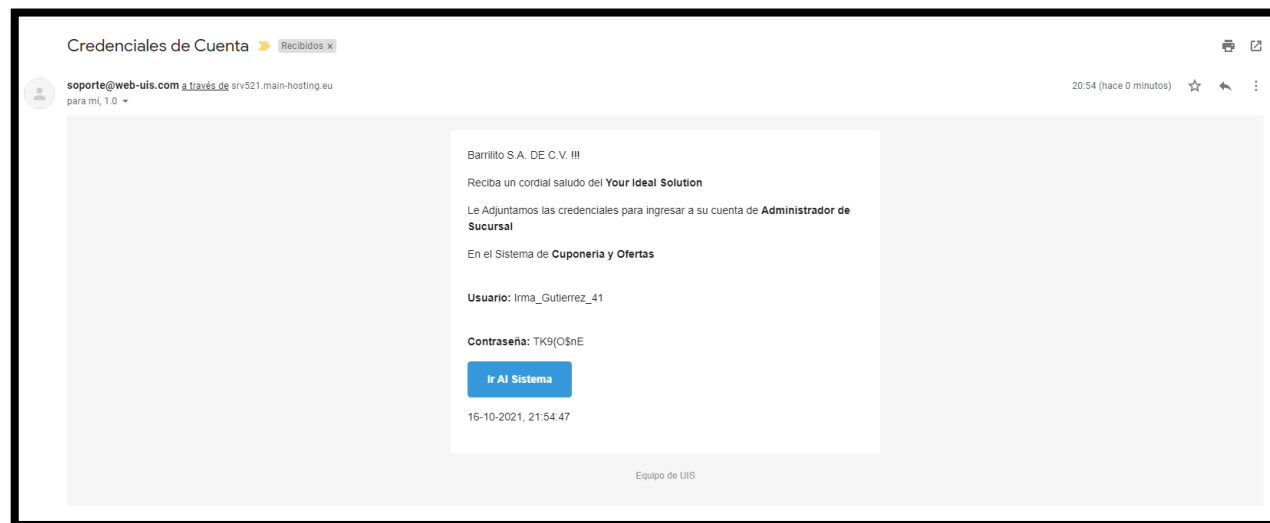 Credenciales de Cuenta Recibidos x
soporte@web-uis.com a través de srv521.main-hosting.eu
20:54 (hace 0 minutos)
para mí, 1.0
Barrilito S.A. DE C.V. !!!
Reciba un cordial saludo del Your Ideal Solution
Le Adjuntamos las credenciales para ingresar a su cuenta de Administrador de
Sucursal
En el Sistema de Cuponeria y Ofertas
Usuario: Irma_Gutierrez_41
Contraseña: TK9{O$nE
Ir Al Sistema
16-10-2021, 21:54:47
Equipo de UIS